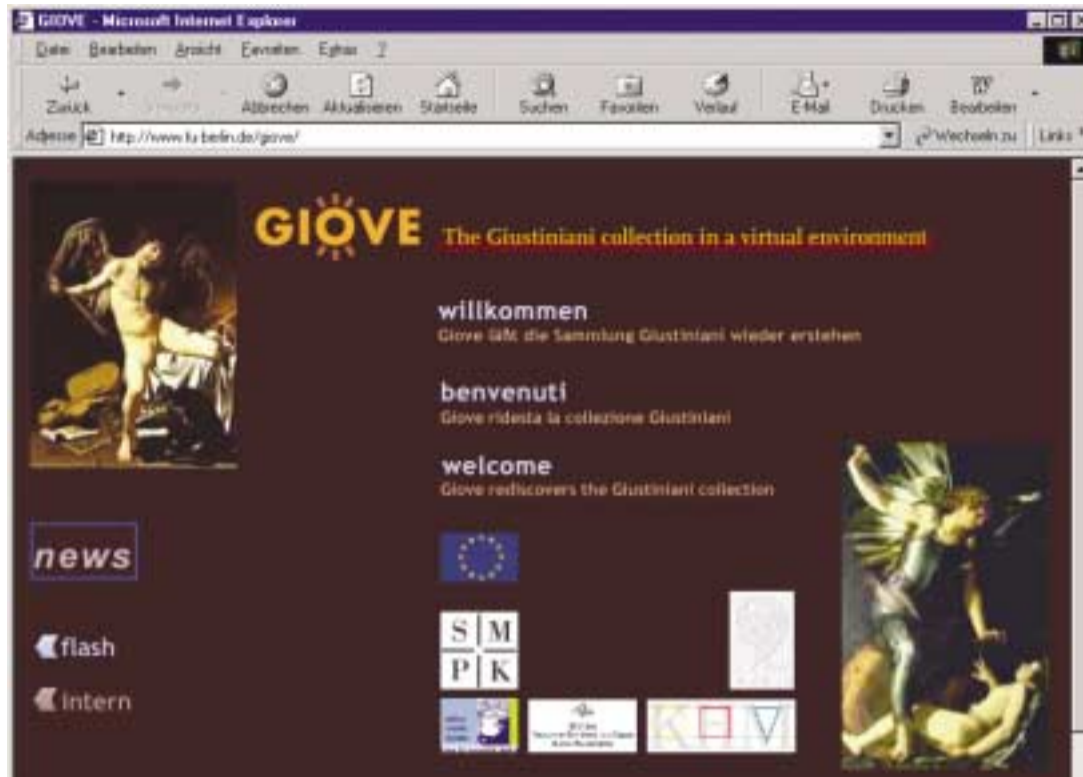 GIOVE - Microsoft Internet Explorer
Datei Bearbeiten Ansicht Favoriten Extras ?
Zurück Abbrechen Aktualisieren Startseite Suchen Favoriten Verlauf E-Mail Drucken Bearbeiten
Adresse http://www.tu-berlin.de/giove/ Wechseln zu Links
GIOVE The Giustiniani collection in a virtual environment
willkommen
Giove läßt die Sammlung Giustiniani wieder erstehen
benvenuti
Giove ridesta la collezione Giustiniani
welcome
Giove rediscovers the Giustiniani collection
news
S M
P K
flash
intern
KHM